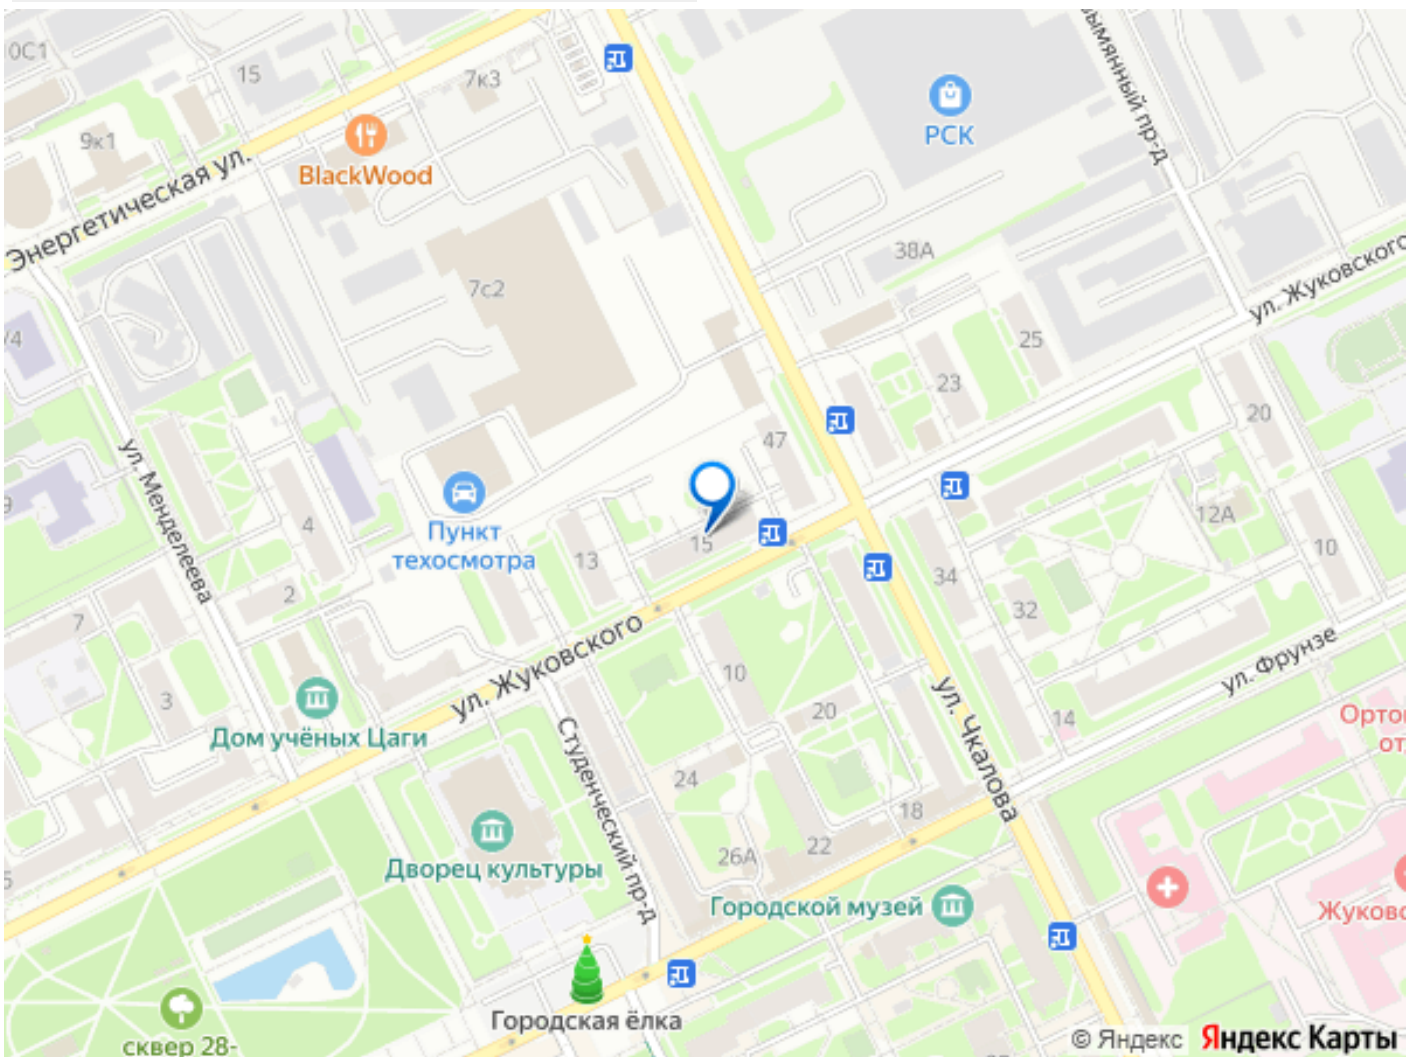 0С1
15
7к3
9к1
BlackWood
РСК
Энергетическая ул.
38А
ул. Жуковского
7с2
/4
25
23
20
47
ул. Менделеева
4
Пункт
техосмотра
15
13
12А
10
9
34
32
2
7
ул. Жуковского
10
ул. Фрунзе
3
Дом учёных Цаги
20
ул. Чкалова
14
Студенческий пр-д
24
18
22
26А
Дворец культуры
Городской музей
5
Городская ёлка
сквер 28-
© Яндекс Яндекс Карты